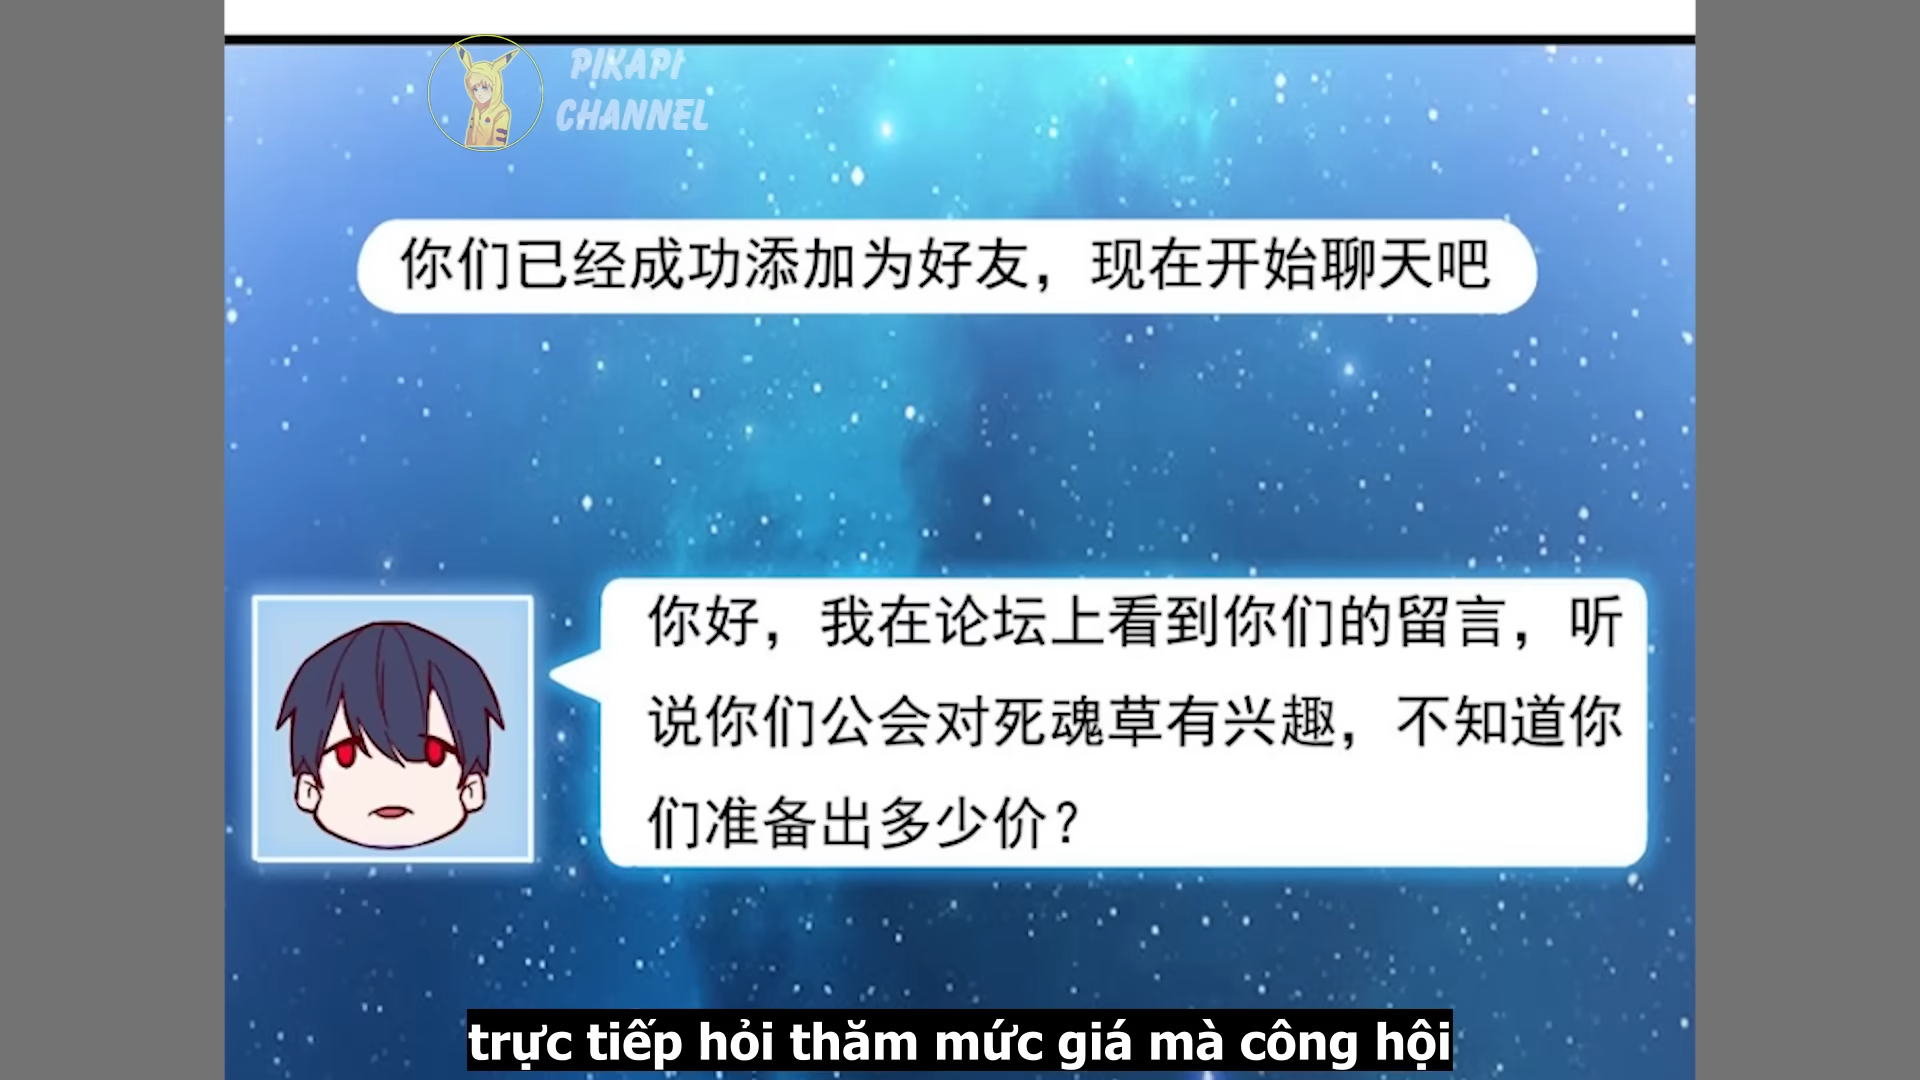 PIKAPI
CHANNEL
你们已经成功添加为好友，现在开始聊天吧
你好，我在论坛上看到你们的留言，听
说你们公会对死魂草有兴趣，不知道你
们准备出多少价？
trực tiếp hỏi thăm mức giá mà công hội